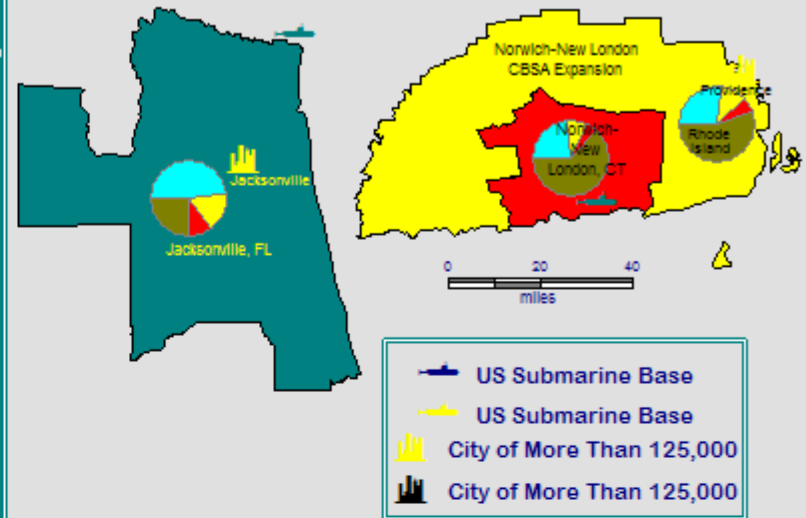 Jacksonville
Jacksonville, FL
Norwich-New London
CBSA Expansion
Norwich-
New
London, CT
Providence
Rhode
Island
0 20 40
miles
US Submarine Base
US Submarine Base
City of More Than 125,000
City of More Than 125,000